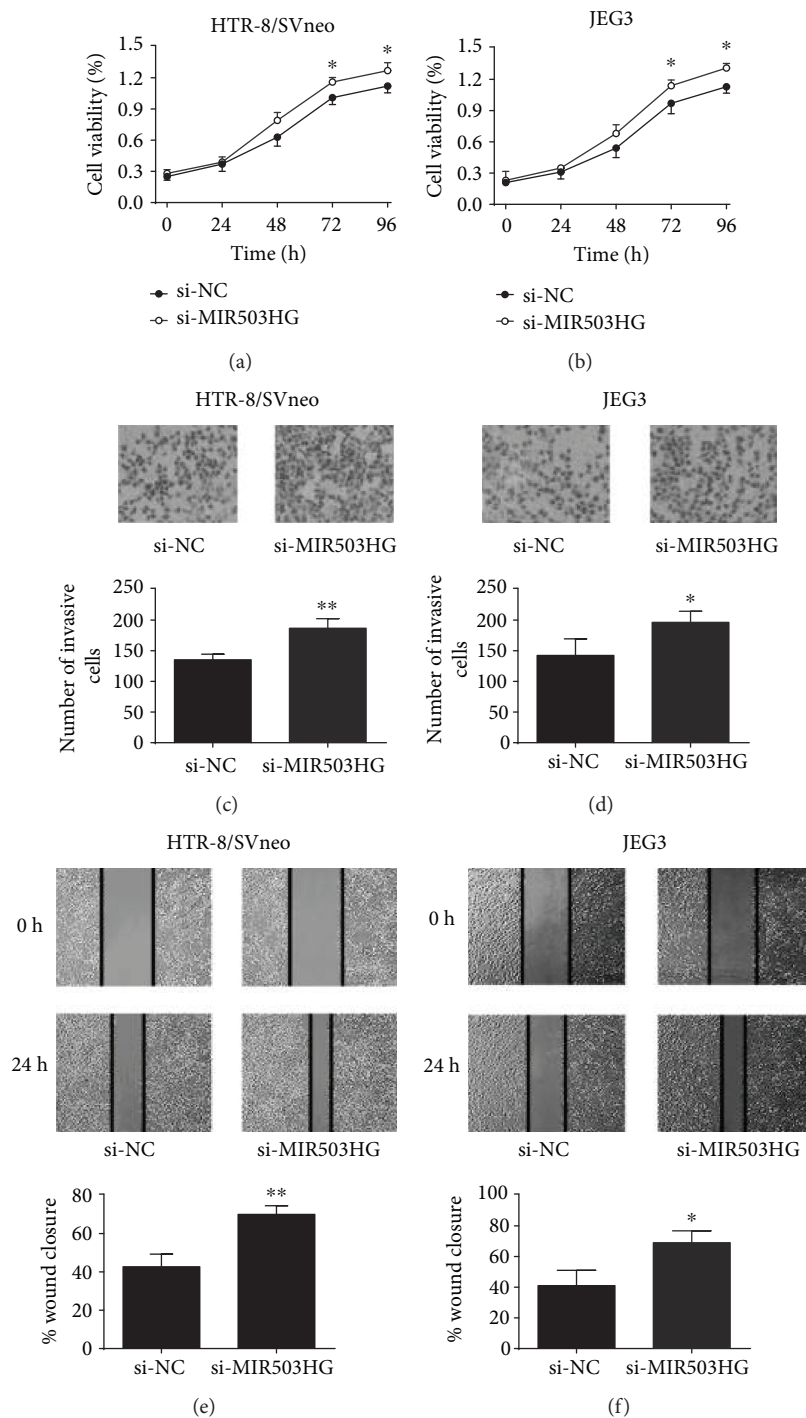 HTR-8/SVneo
Cell viability (%)
1.5
1.2
0.9
0.6
0.3
0.0
* *
0 24 48 72 96
Time (h)
si-NC
si-MIR503HG
(a)
JEG3
Cell viability (%)
1.5
1.2
0.9
0.6
0.3
0.0
* *
0 24 48 72 96
Time (h)
si-NC
si-MIR503HG
(b)
HTR-8/SVneo
si-NC si-MIR503HG
Number of invasive
cells
250
200
150
100
50
0
**
si-NC si-MIR503HG
(c)
JEG3
si-NC si-MIR503HG
Number of invasive
cells
250
200
150
100
50
0
*
si-NC si-MIR503HG
(d)
HTR-8/SVneo
0 h
24 h
si-NC si-MIR503HG
% wound closure
80
60
40
20
0
**
si-NC si-MIR503HG
(e)
JEG3
0 h
24 h
si-NC si-MIR503HG
% wound closure
100
80
60
40
20
0
*
si-NC si-MIR503HG
(f)